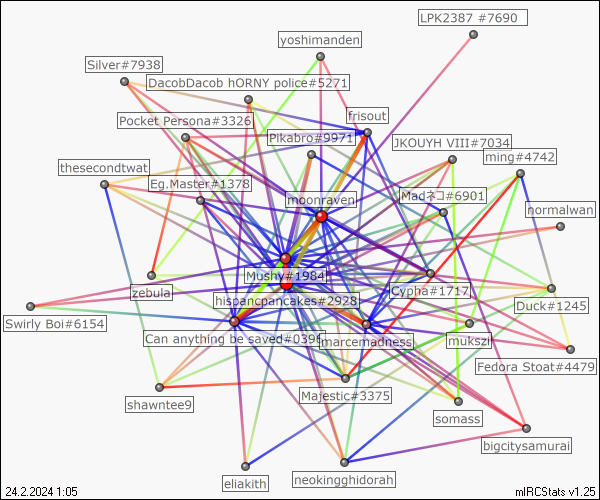 LPK2387 #7690
yoshimanden
Silver#7938
DacobDacob hORNY police#5271
frisout
Pocket Persona#3326
Pikabro#9971
JKOUYH VIII#7034
ming#4742
thesecondtwat
Eg.Master#1378
moonraven
Madネコ#6901
normalwan
Mushy#1984
zebula
hispancpancakes#2928
Cypha#1717
Duck#1245
Swirly Boi#6154
Can anything be saved#0396
marcemadness
mukszi
Fedora Stoat#4479
shawntee9
Majestic#3375
somass
bigcitysamurai
eliakith
neokingghidorah
24.2.2024 1:05
mIRCStats v1.25